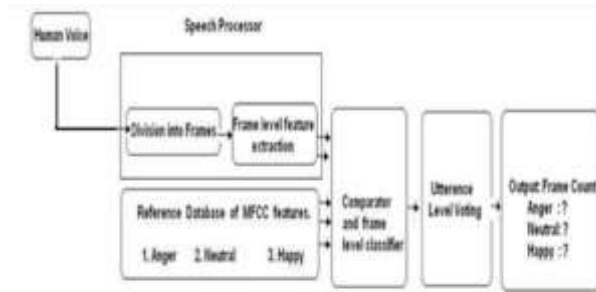 Human Voice
Speech Processor
Division into Frames
Frame level feature
extraction
Reference Database of MFCC features.
1. Anger 2. Neutral 3. Happy
Comparator
and frame
level classifier
Utterence
Level Voting
Output:Frame Count
Anger :?
Neutral:?
Happy :?